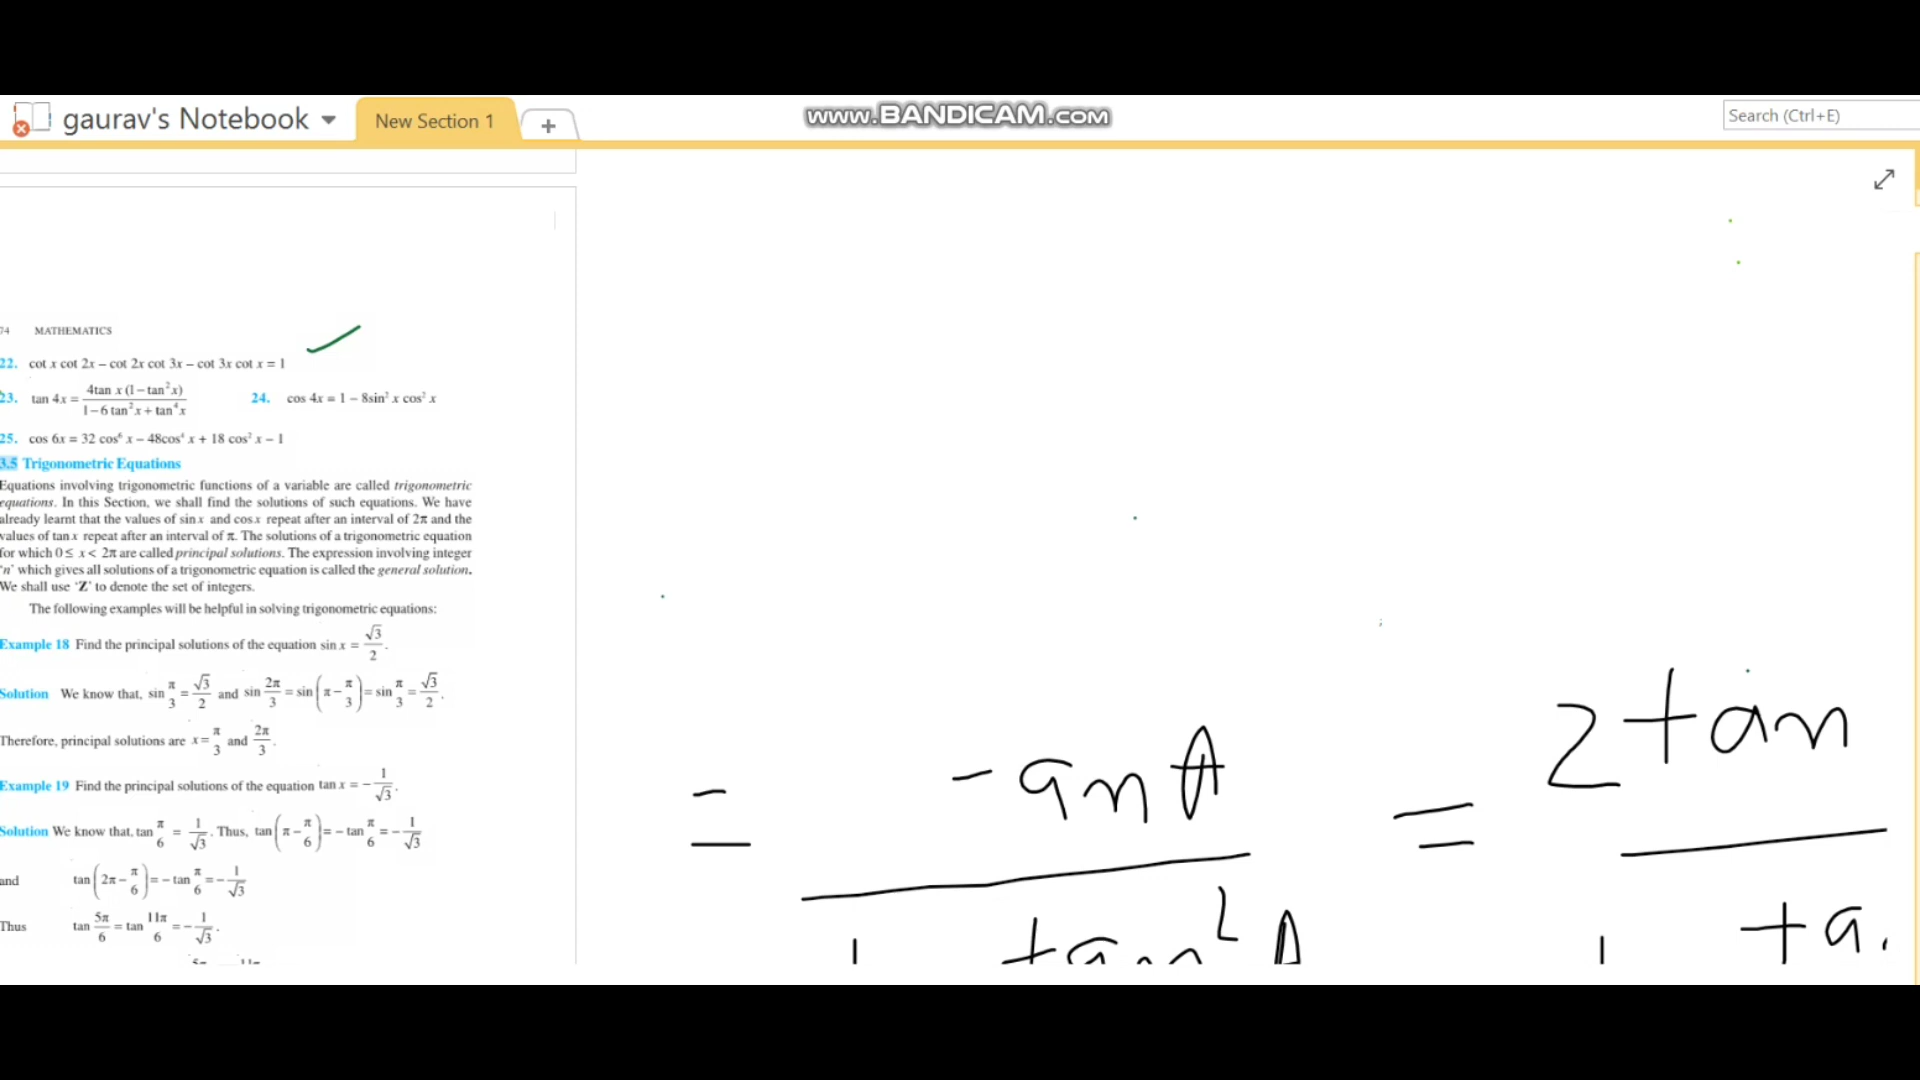 gaurav's Notebook
New Section 1
www.BANDICAM.com
Search (Ctrl+E)
74 MATHEMATICS
22. cot x cot 2x – cot 2x cot 3x – cot 3x cot x = 1
23. tan 4x = 4tan x (1 – tan²x) / 1 – 6 tan²x + tan⁴x 24. cos 4x = 1 – 8sin² x cos² x
25. cos 6x = 32 cos⁶ x – 48cos⁴ x + 18 cos² x – 1
3.5 Trigonometric Equations
Equations involving trigonometric functions of a variable are called trigonometric
equations. In this Section, we shall find the solutions of such equations. We have
already learnt that the values of sin x and cos x repeat after an interval of 2π and the
values of tan x repeat after an interval of π. The solutions of a trigonometric equation
for which 0 ≤ x < 2π are called principal solutions. The expression involving integer
'n' which gives all solutions of a trigonometric equation is called the general solution.
We shall use 'Z' to denote the set of integers.
The following examples will be helpful in solving trigonometric equations:
Example 18 Find the principal solutions of the equation sin x = √3/2.
Solution We know that, sin π/3 = √3/2 and sin 2π/3 = sin (π – π/3) = sin π/3 = √3/2.
Therefore, principal solutions are x = π/3 and 2π/3.
Example 19 Find the principal solutions of the equation tan x = – 1/√3.
Solution We know that, tan π/6 = 1/√3. Thus, tan (π – π/6) = – tan π/6 = – 1/√3
and tan (2π – π/6) = – tan π/6 = – 1/√3
Thus tan 5π/6 = tan 11π/6 = – 1/√3.
= -anA = 2 tan
tan² A ta